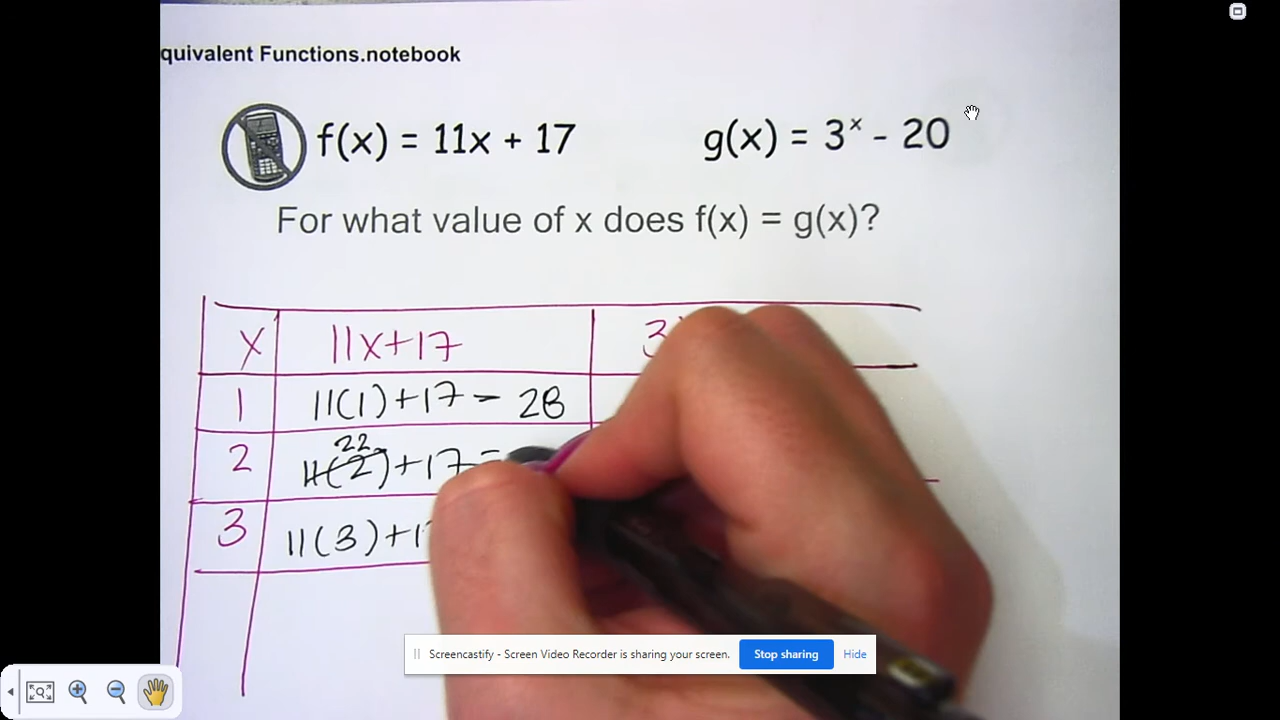 quivalent Functions.notebook
f(x) = 11x + 17 g(x) = 3ˣ - 20
For what value of x does f(x) = g(x)?
X 11X+17 3
1 11(1)+17 = 28
22
2 11(2)+17 =
3 11(3)+1
Screencastify - Screen Video Recorder is sharing your screen. Stop sharing Hide